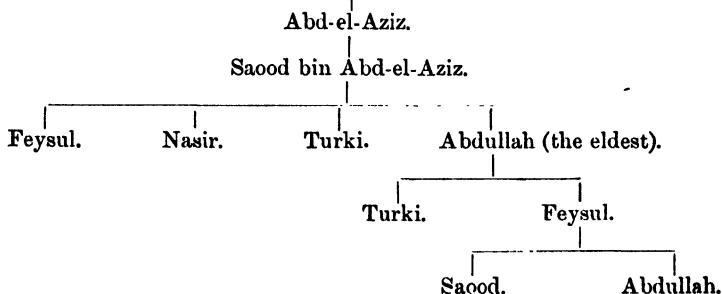 Abd-el-Aziz.
Saood bin Abd-el-Aziz.
Feysul. Nasir. Turki. Abdullah (the eldest).
Turki. Feysul.
Saood. Abdullah.